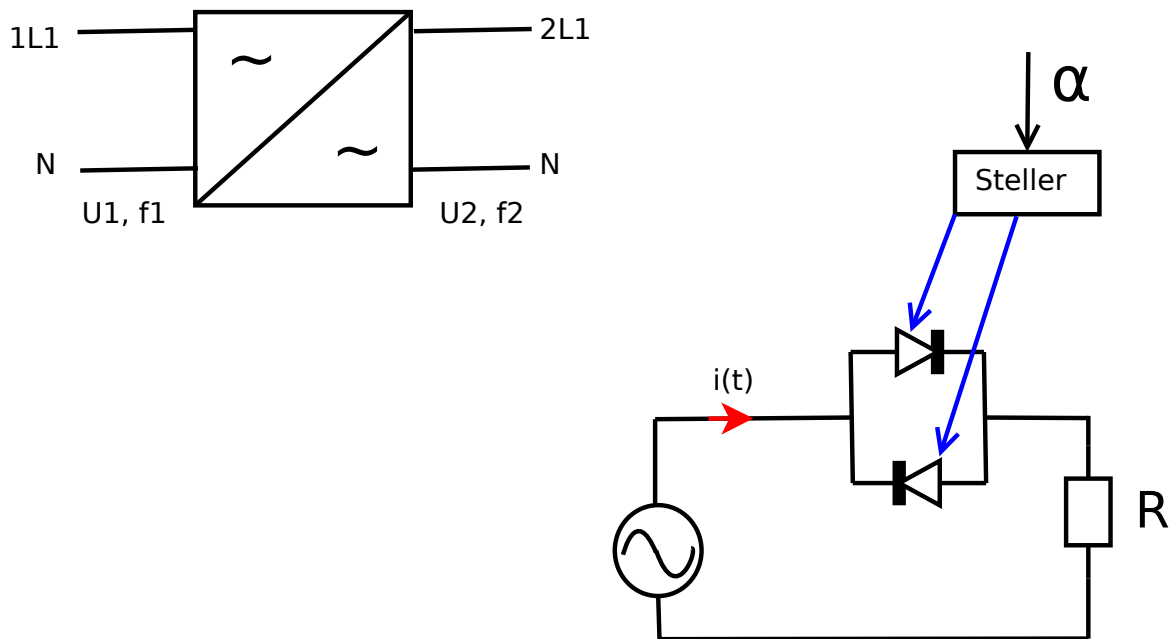 1L1
2L1
N
N
U1, f1
U2, f2
α
Steller
i(t)
R